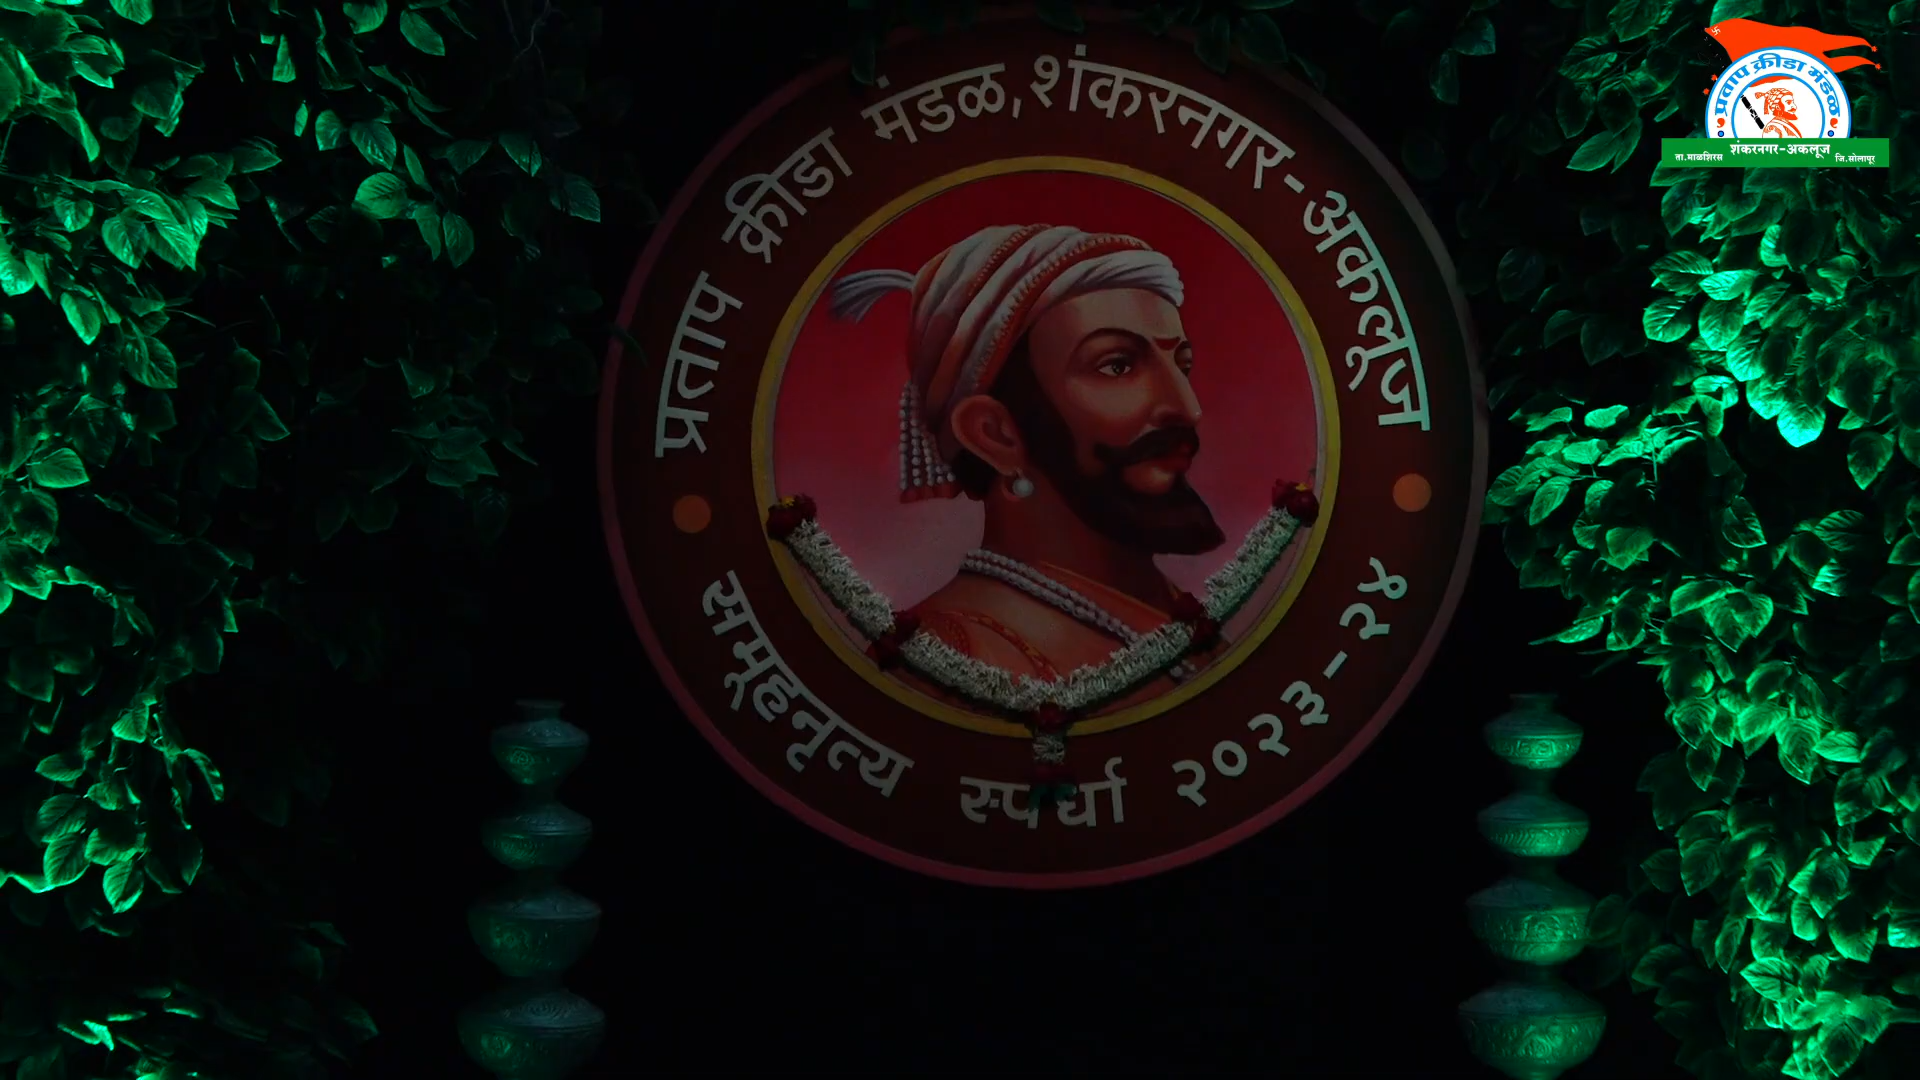 प्रताप क्रीडा मंडळ, शंकरनगर-अकलूज
समूहनृत्य स्पर्धा २०२३-२४
प्रताप क्रीडा मंडळ
ता.माळशिरस शंकरनगर-अकलूज जि.सोलापूर